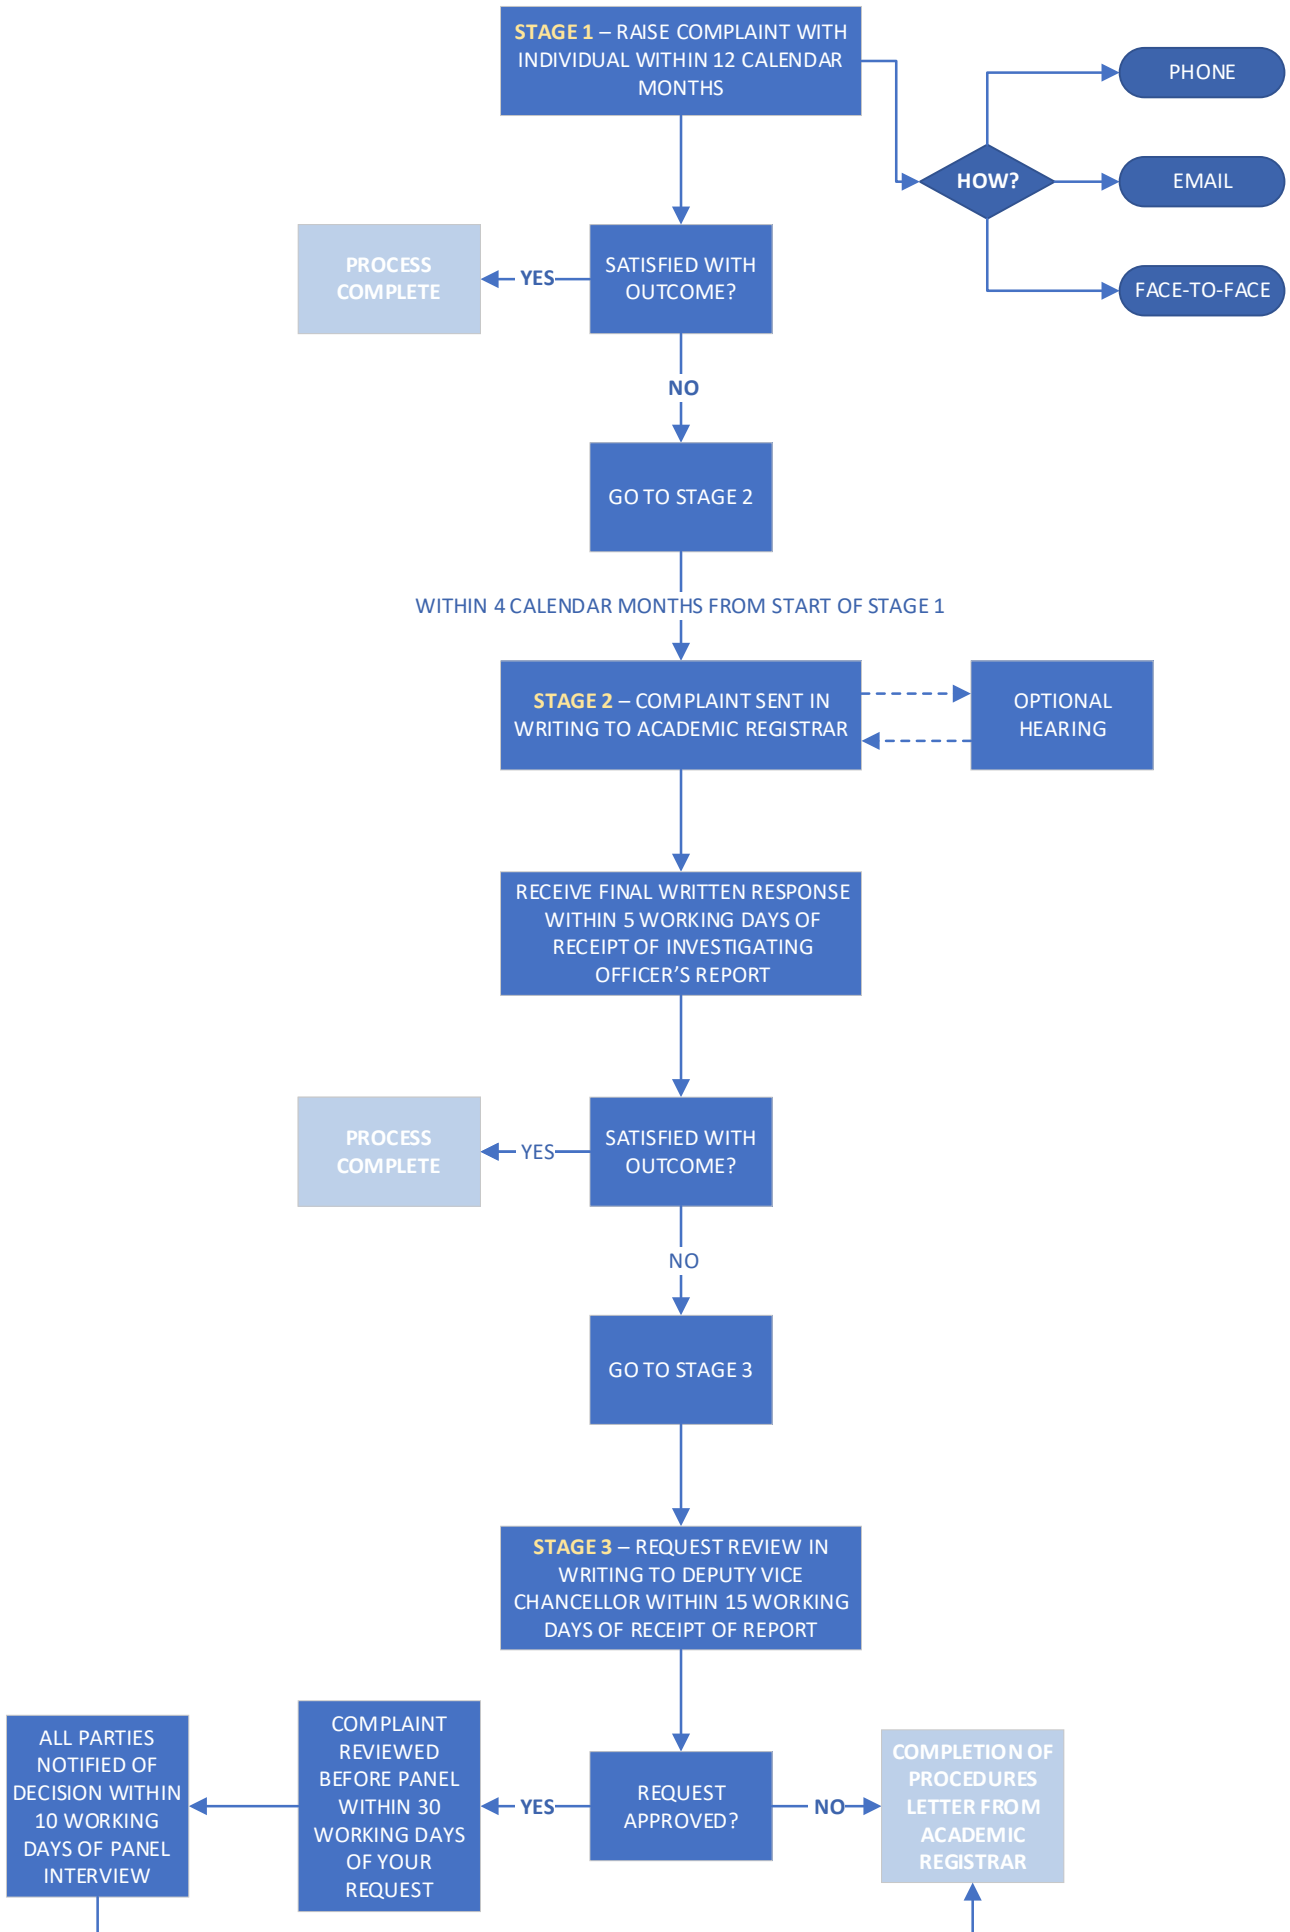 STAGE 1 – RAISE COMPLAINT WITH
INDIVIDUAL WITHIN 12 CALENDAR
MONTHS
PHONE
HOW?
EMAIL
FACE-TO-FACE
PROCESS
COMPLETE
YES
SATISFIED WITH
OUTCOME?
NO
GO TO STAGE 2
WITHIN 4 CALENDAR MONTHS FROM START OF STAGE 1
STAGE 2 – COMPLAINT SENT IN
WRITING TO ACADEMIC REGISTRAR
OPTIONAL
HEARING
RECEIVE FINAL WRITTEN RESPONSE
WITHIN 5 WORKING DAYS OF
RECEIPT OF INVESTIGATING
OFFICER’S REPORT
PROCESS
COMPLETE
YES
SATISFIED WITH
OUTCOME?
NO
GO TO STAGE 3
STAGE 3 – REQUEST REVIEW IN
WRITING TO DEPUTY VICE
CHANCELLOR WITHIN 15 WORKING
DAYS OF RECEIPT OF REPORT
ALL PARTIES
NOTIFIED OF
DECISION WITHIN
10 WORKING
DAYS OF PANEL
INTERVIEW
COMPLAINT
REVIEWED
BEFORE PANEL
WITHIN 30
WORKING DAYS
OF YOUR
REQUEST
YES
REQUEST
APPROVED?
NO
COMPLETION OF
PROCEDURES
LETTER FROM
ACADEMIC
REGISTRAR